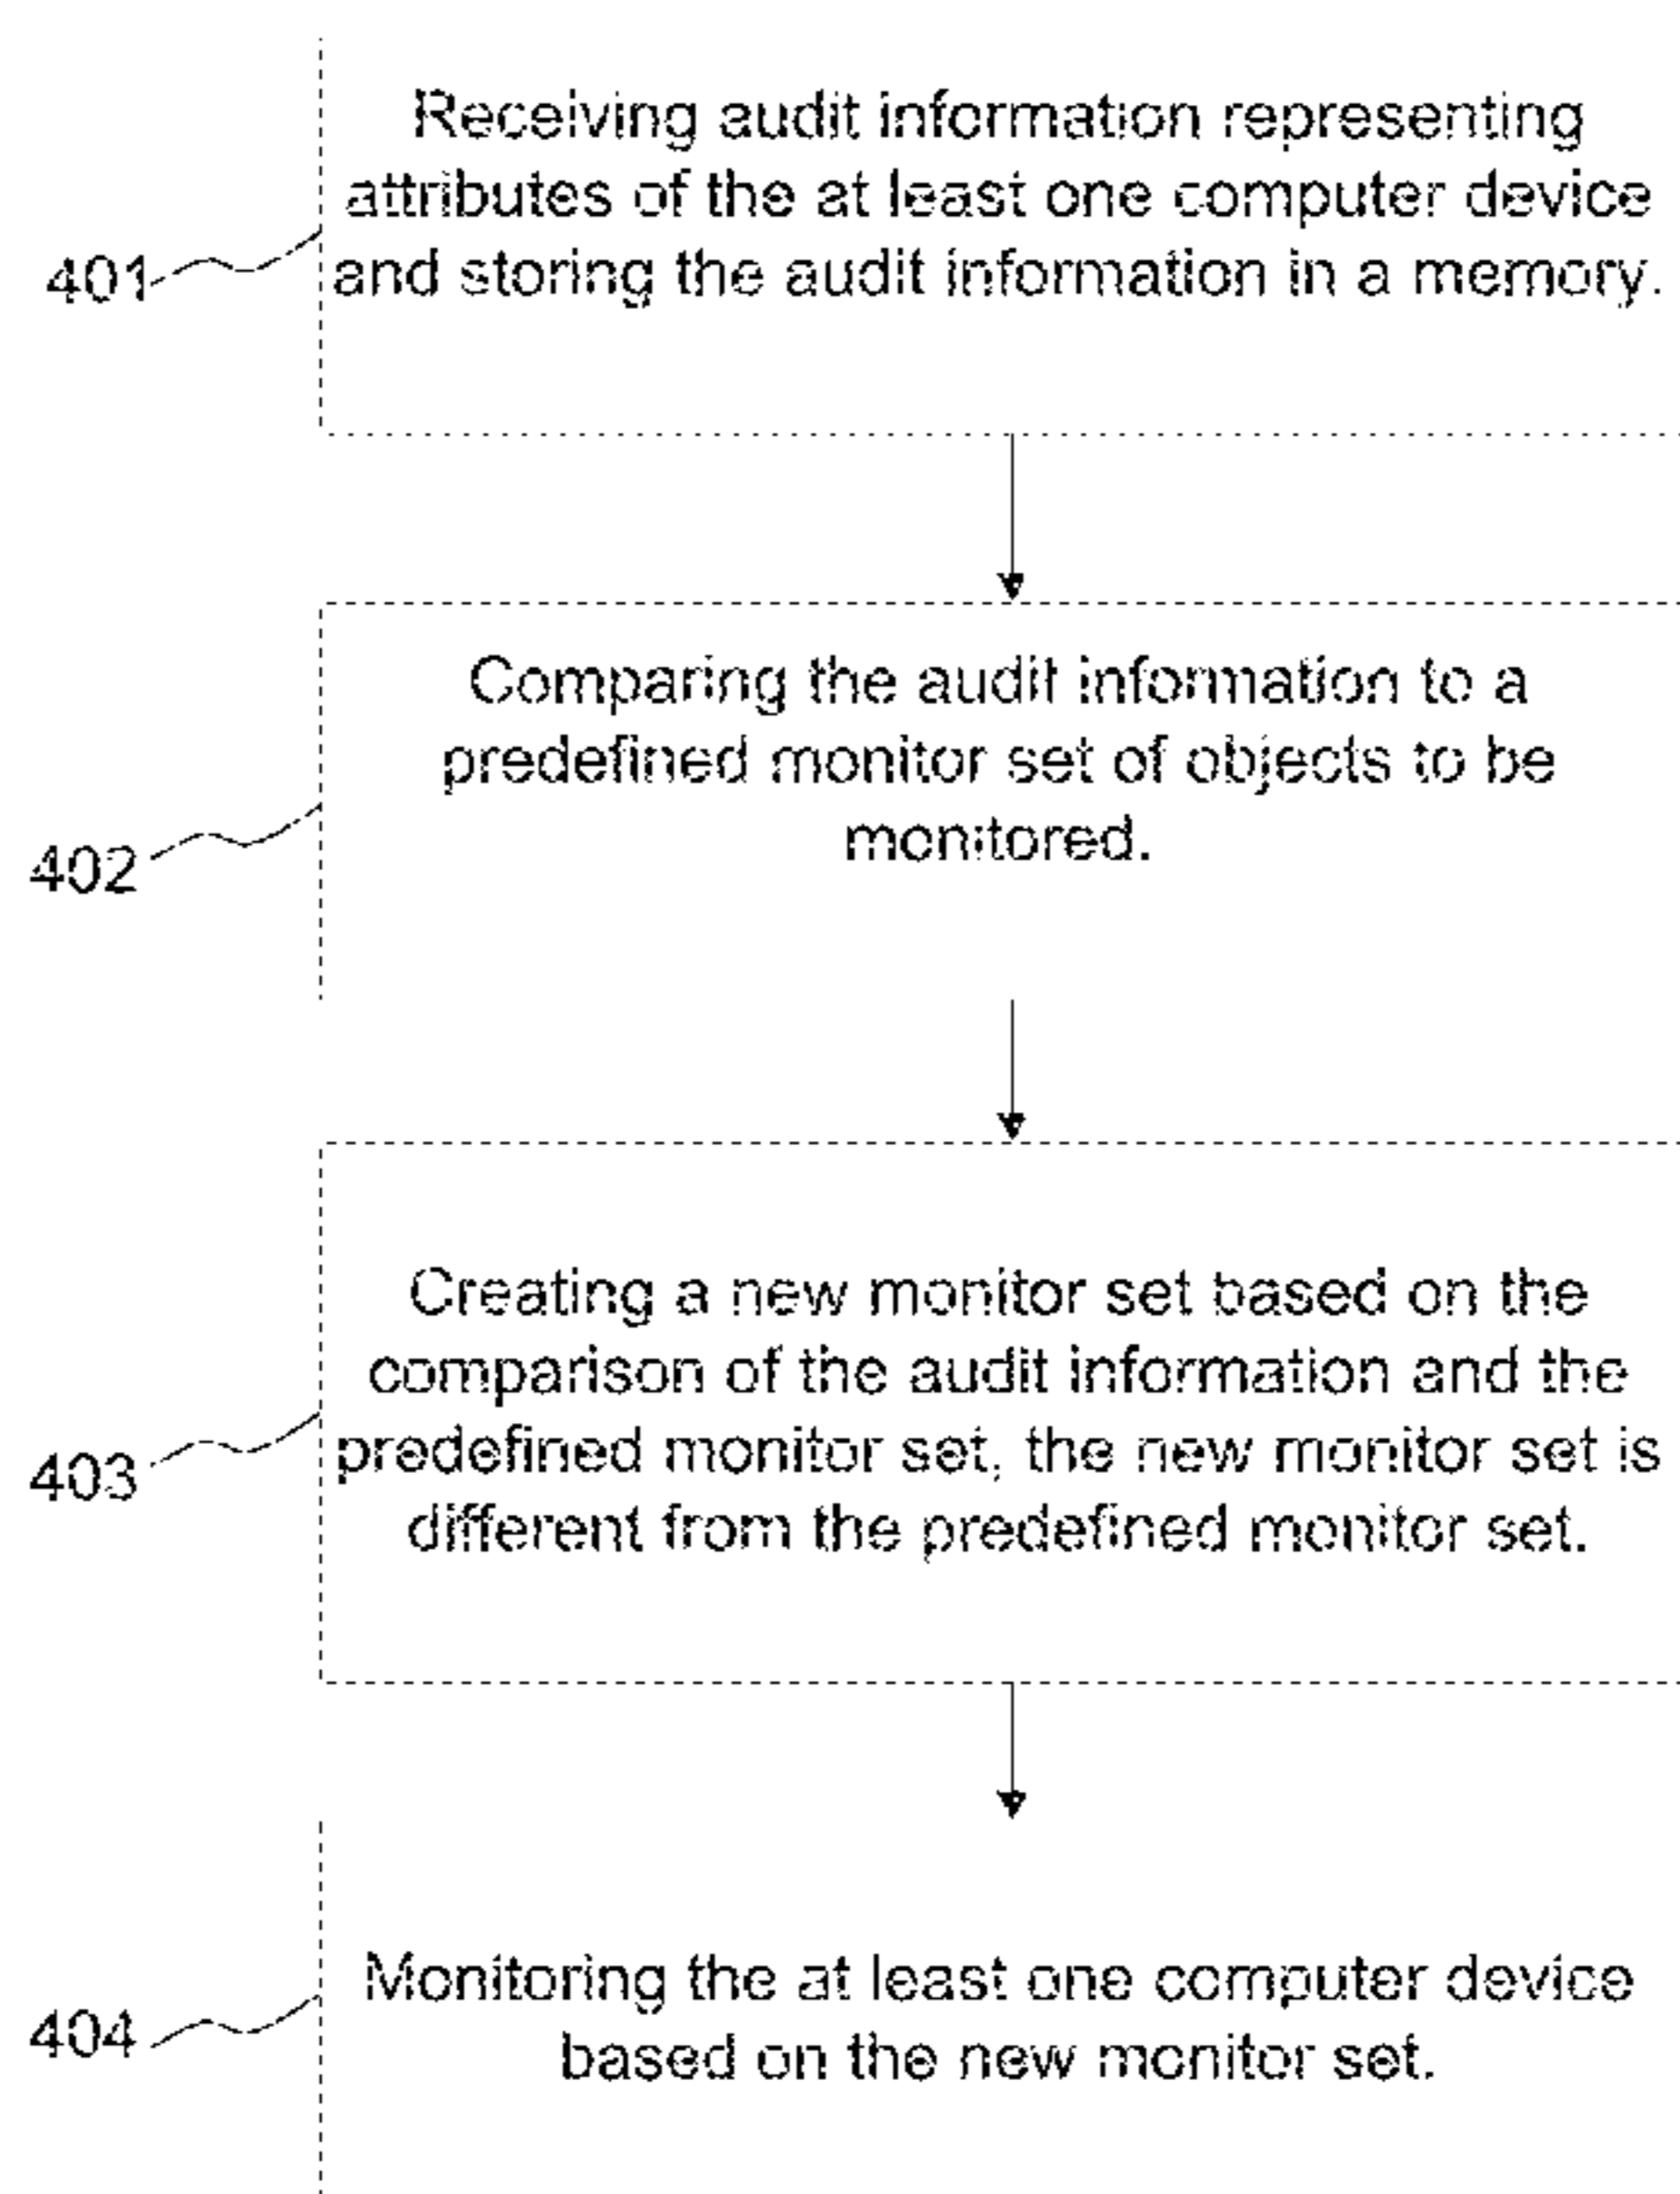 Receiving audit information representing
attributes of the at least one computer device
and storing the audit information in a memory.
401
Comparing the audit information to a
predefined monitor set of objects to be
monitored.
402
Creating a new monitor set based on the
comparison of the audit information and the
predefined monitor set, the new monitor set is
different from the predefined monitor set.
403
Monitoring the at least one computer device
based on the new monitor set.
404